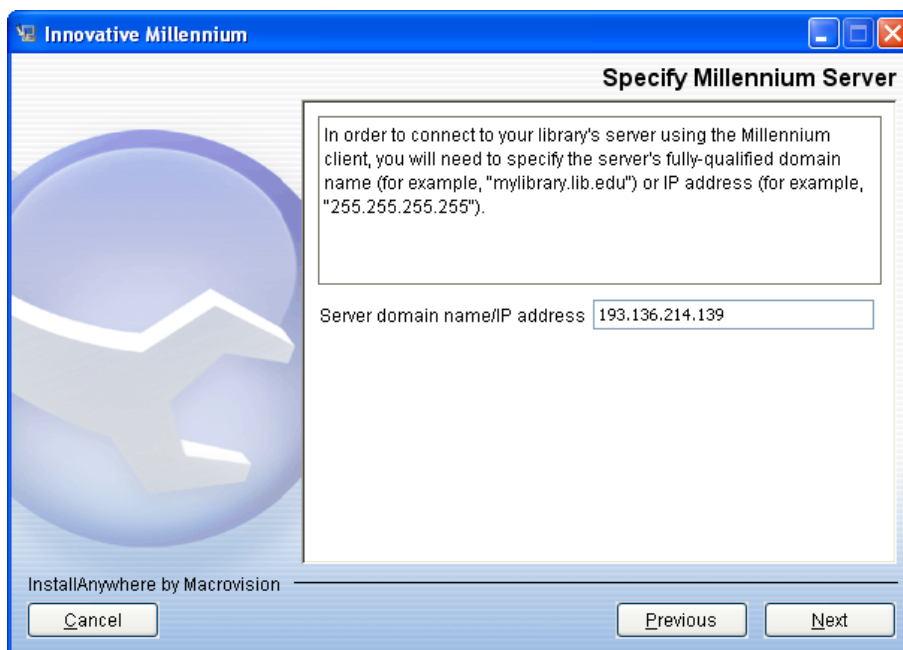 Innovative Millennium
Specify Millennium Server
In order to connect to your library's server using the Millennium
client, you will need to specify the server's fully-qualified domain
name (for example, "mylibrary.lib.edu") or IP address (for example,
"255.255.255.255").
Server domain name/IP address 193.136.214.139
InstallAnywhere by Macrovision
Cancel Previous Next